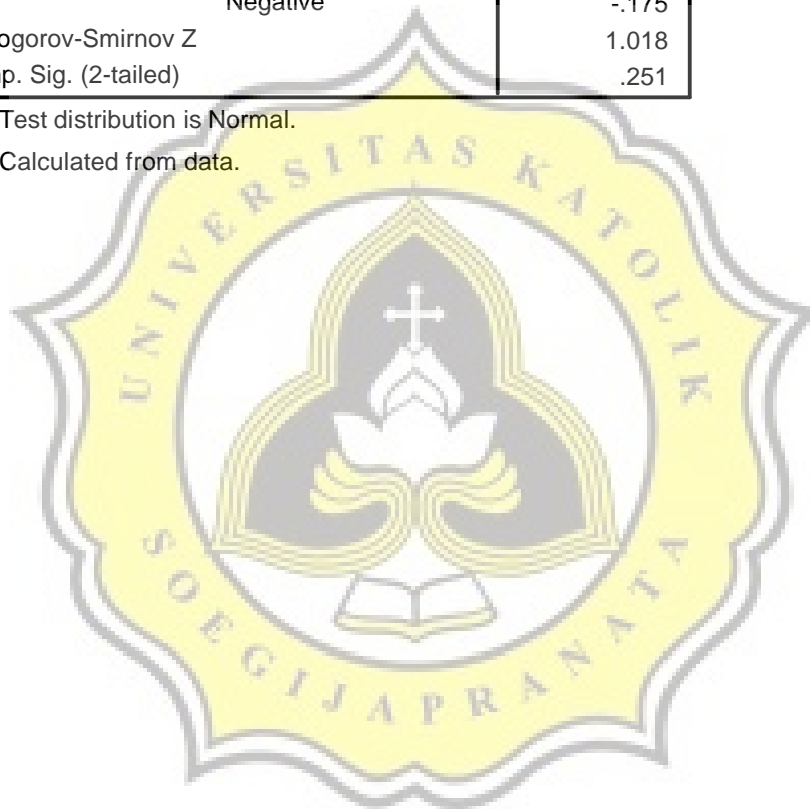 Negative -.175
ogorov-Smirnov Z 1.018
p. Sig. (2-tailed) .251
Test distribution is Normal.
Calculated from data.
UNIVERSITAS KATOLIK
SOEGIJAPRANATA